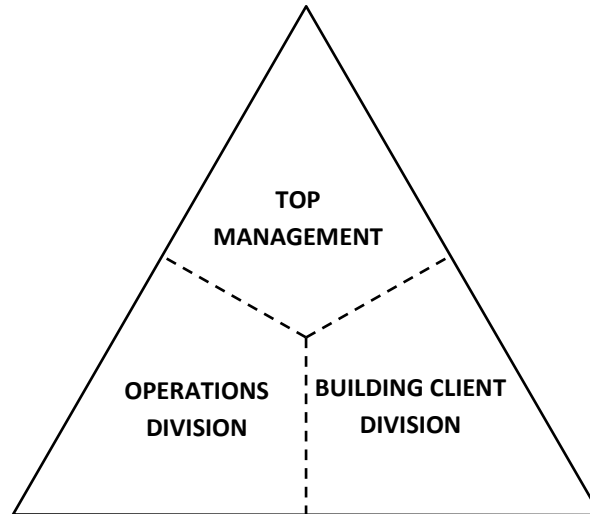 TOP
MANAGEMENT
OPERATIONS
DIVISION
BUILDING CLIENT
DIVISION